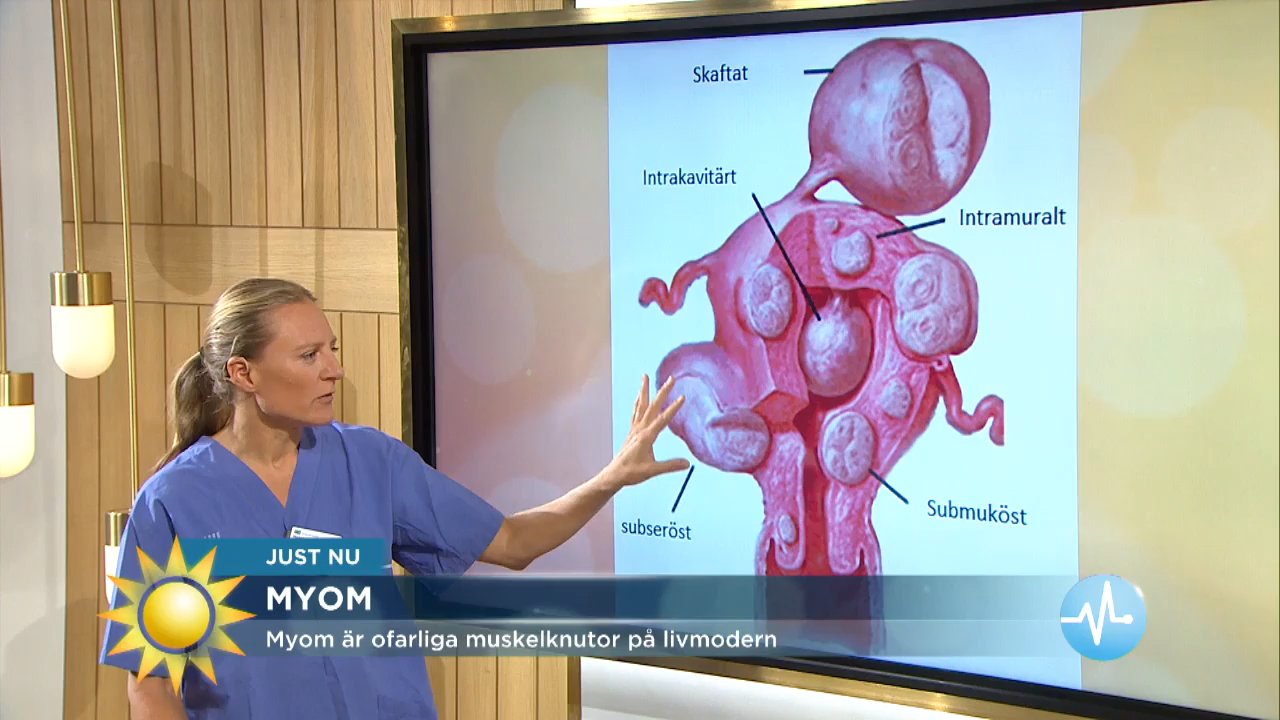 Skaftat
Intrakavitärt
Intramuralt
Submuköst
subseröst
JUST NU
MYOM
Myom är ofarliga muskelknutor på livmodern